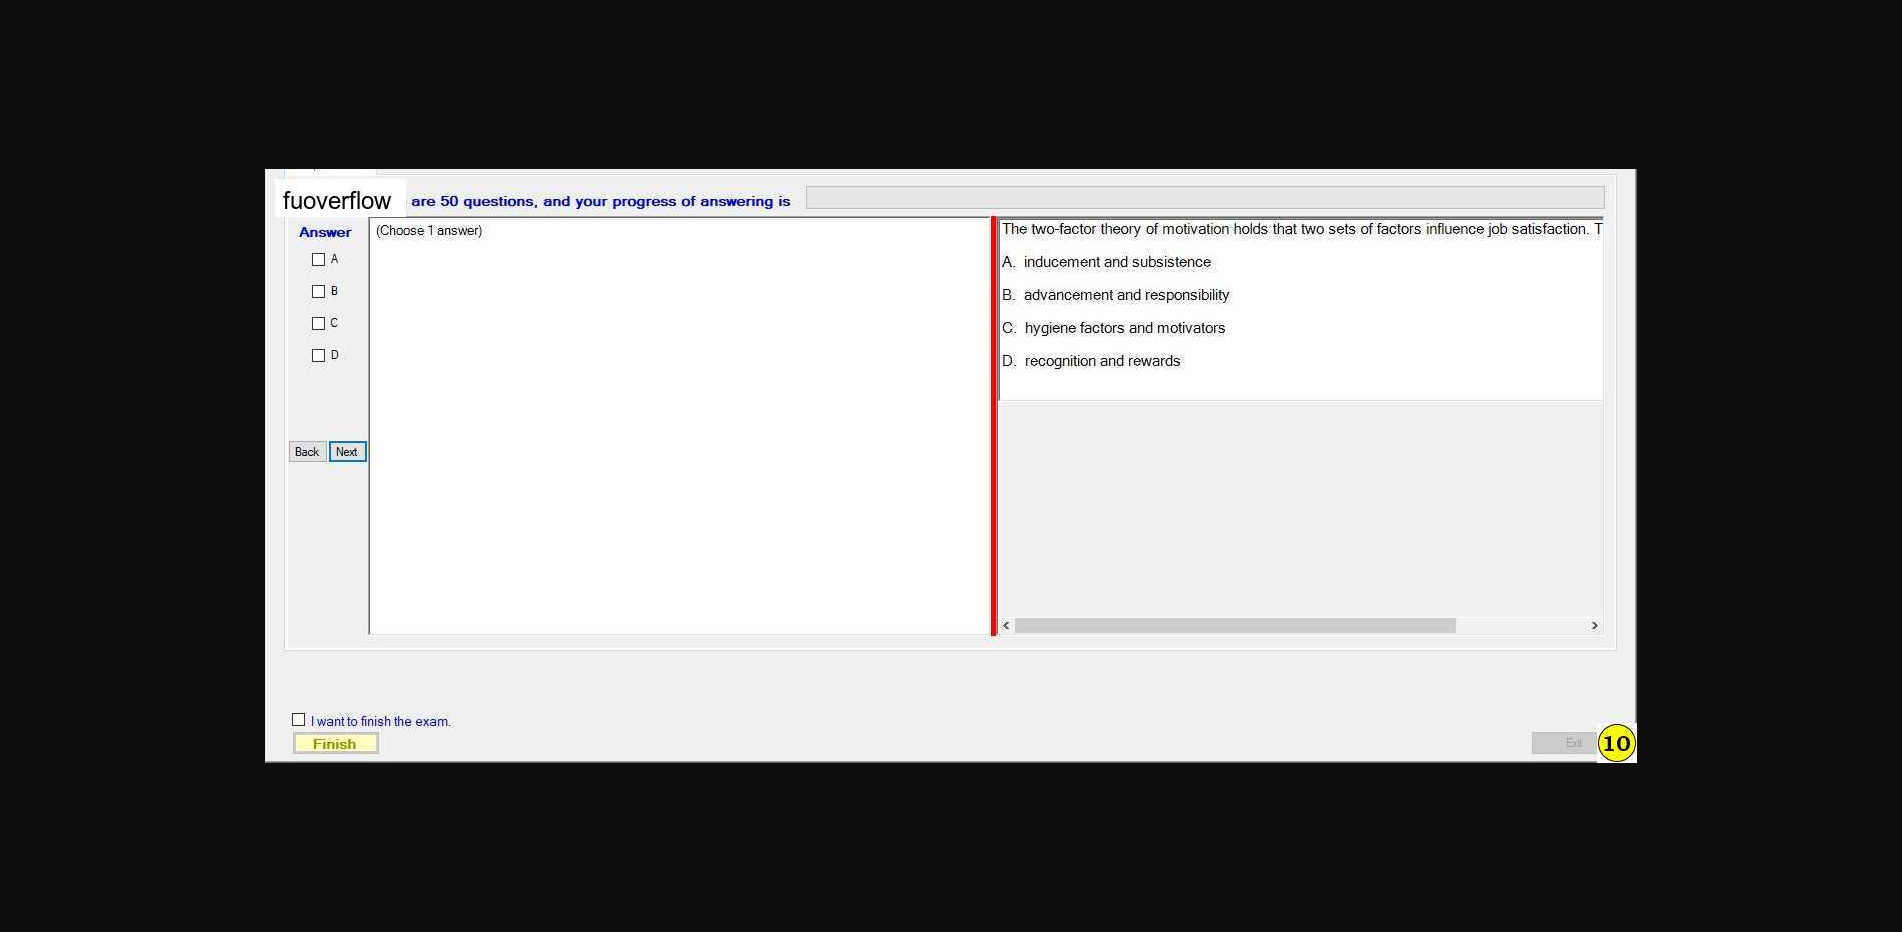 fuoverflow are 50 questions, and your progress of answering is
Answer
A
B
C
D
Back Next
(Choose 1 answer)
The two-factor theory of motivation holds that two sets of factors influence job satisfaction. T
A. inducement and subsistence
B. advancement and responsibility
C. hygiene factors and motivators
D. recognition and rewards
I want to finish the exam.
Finish
Exit
10